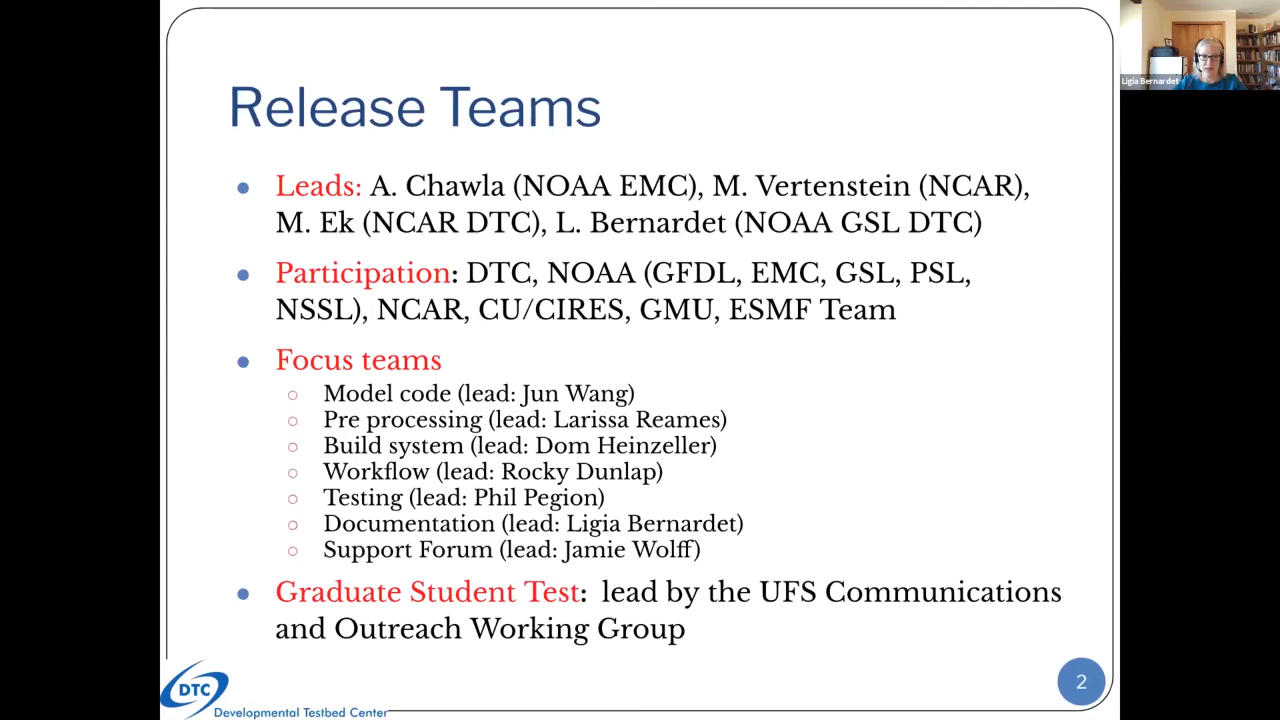 Release Teams
● Leads: A. Chawla (NOAA EMC), M. Vertenstein (NCAR),
M. Ek (NCAR DTC), L. Bernardet (NOAA GSL DTC)
● Participation: DTC, NOAA (GFDL, EMC, GSL, PSL,
NSSL), NCAR, CU/CIRES, GMU, ESMF Team
● Focus teams
○ Model code (lead: Jun Wang)
○ Pre processing (lead: Larissa Reames)
○ Build system (lead: Dom Heinzeller)
○ Workflow (lead: Rocky Dunlap)
○ Testing (lead: Phil Pegion)
○ Documentation (lead: Ligia Bernardet)
○ Support Forum (lead: Jamie Wolff)
● Graduate Student Test: lead by the UFS Communications
and Outreach Working Group
DTC
Developmental Testbed Center
2
Ligia Bernardet